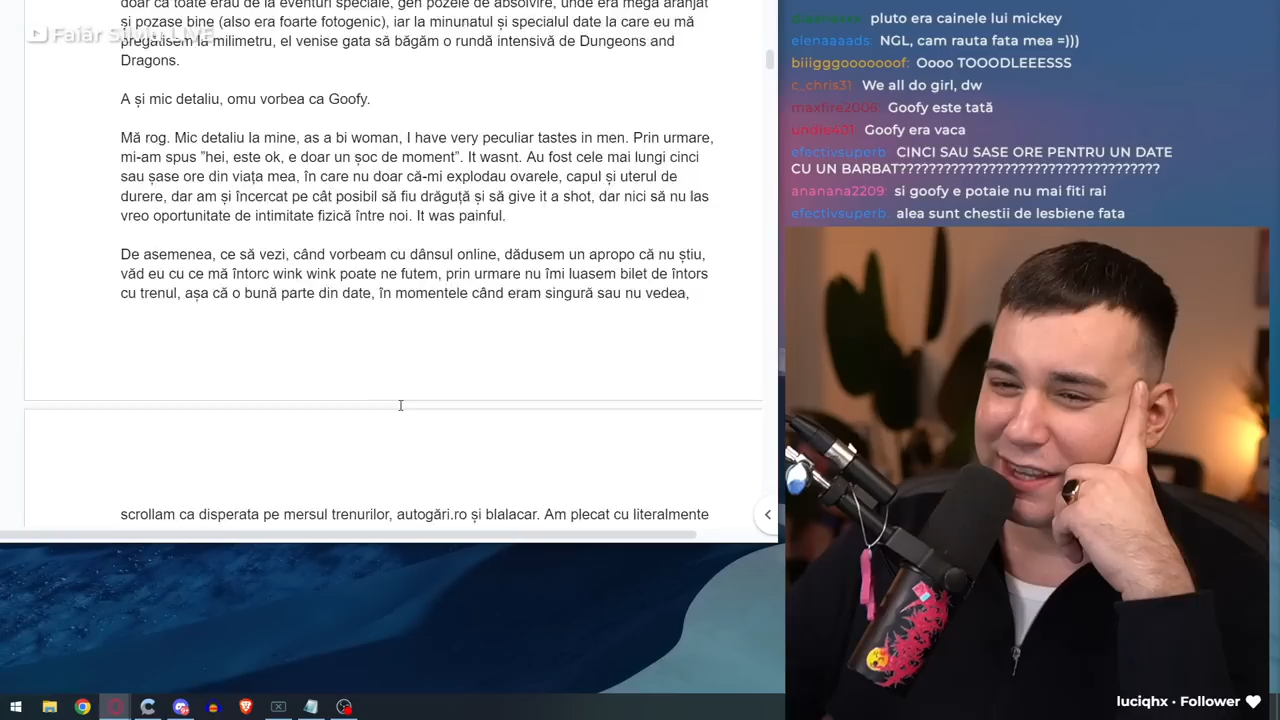 doar că toate erau de la evenituri speciale, gen pozele de absolvire, unde era mega aranjat
și pozase bine (also era foarte fotogenic), iar la minunatul și specialul date la care eu mă
pregătisem la milimetru, el venise gata să băgăm o rundă intensivă de Dungeons and
Dragons.
A și mic detaliu, omu vorbea ca Goofy.
Mă rog. Mic detaliu la mine, as a bi woman, I have very peculiar tastes in men. Prin urmare,
mi-am spus ”hei, este ok, e doar un șoc de moment”. It wasnt. Au fost cele mai lungi cinci
sau șase ore din viața mea, în care nu doar că-mi explodau ovarele, capul și uterul de
durere, dar am și încercat pe cât posibil să fiu drăguță și să give it a shot, dar nici să nu las
vreo oportunitate de intimitate fizică între noi. It was painful.
De asemenea, ce să vezi, când vorbeam cu dânsul online, dădusem un apropo că nu știu,
văd eu cu ce mă întorc wink wink poate ne futem, prin urmare nu îmi luasem bilet de întors
cu trenul, așa că o bună parte din date, în momentele când eram singură sau nu vedea,
scrollam ca disperata pe mersul trenurilor, autogări.ro și blalacar. Am plecat cu literalmente
pluto era cainele lui mickey
elenaaaads: NGL, cam rauta fata mea =)))
biiigggooooooof: Oooo TOOODLEEESSS
c_chris31 We all do girl, dw
maxfire2006: Goofy este tată
undis401: Goofy era vaca
efectivsuperb: CINCI SAU SASE ORE PENTRU UN DATE
CU UN BARBAT????????????????????????????????
ananana2209: si goofy e potaie nu mai fiti rai
efectivsuperb: alea sunt chestii de lesbiene fata
luciqhx · Follower